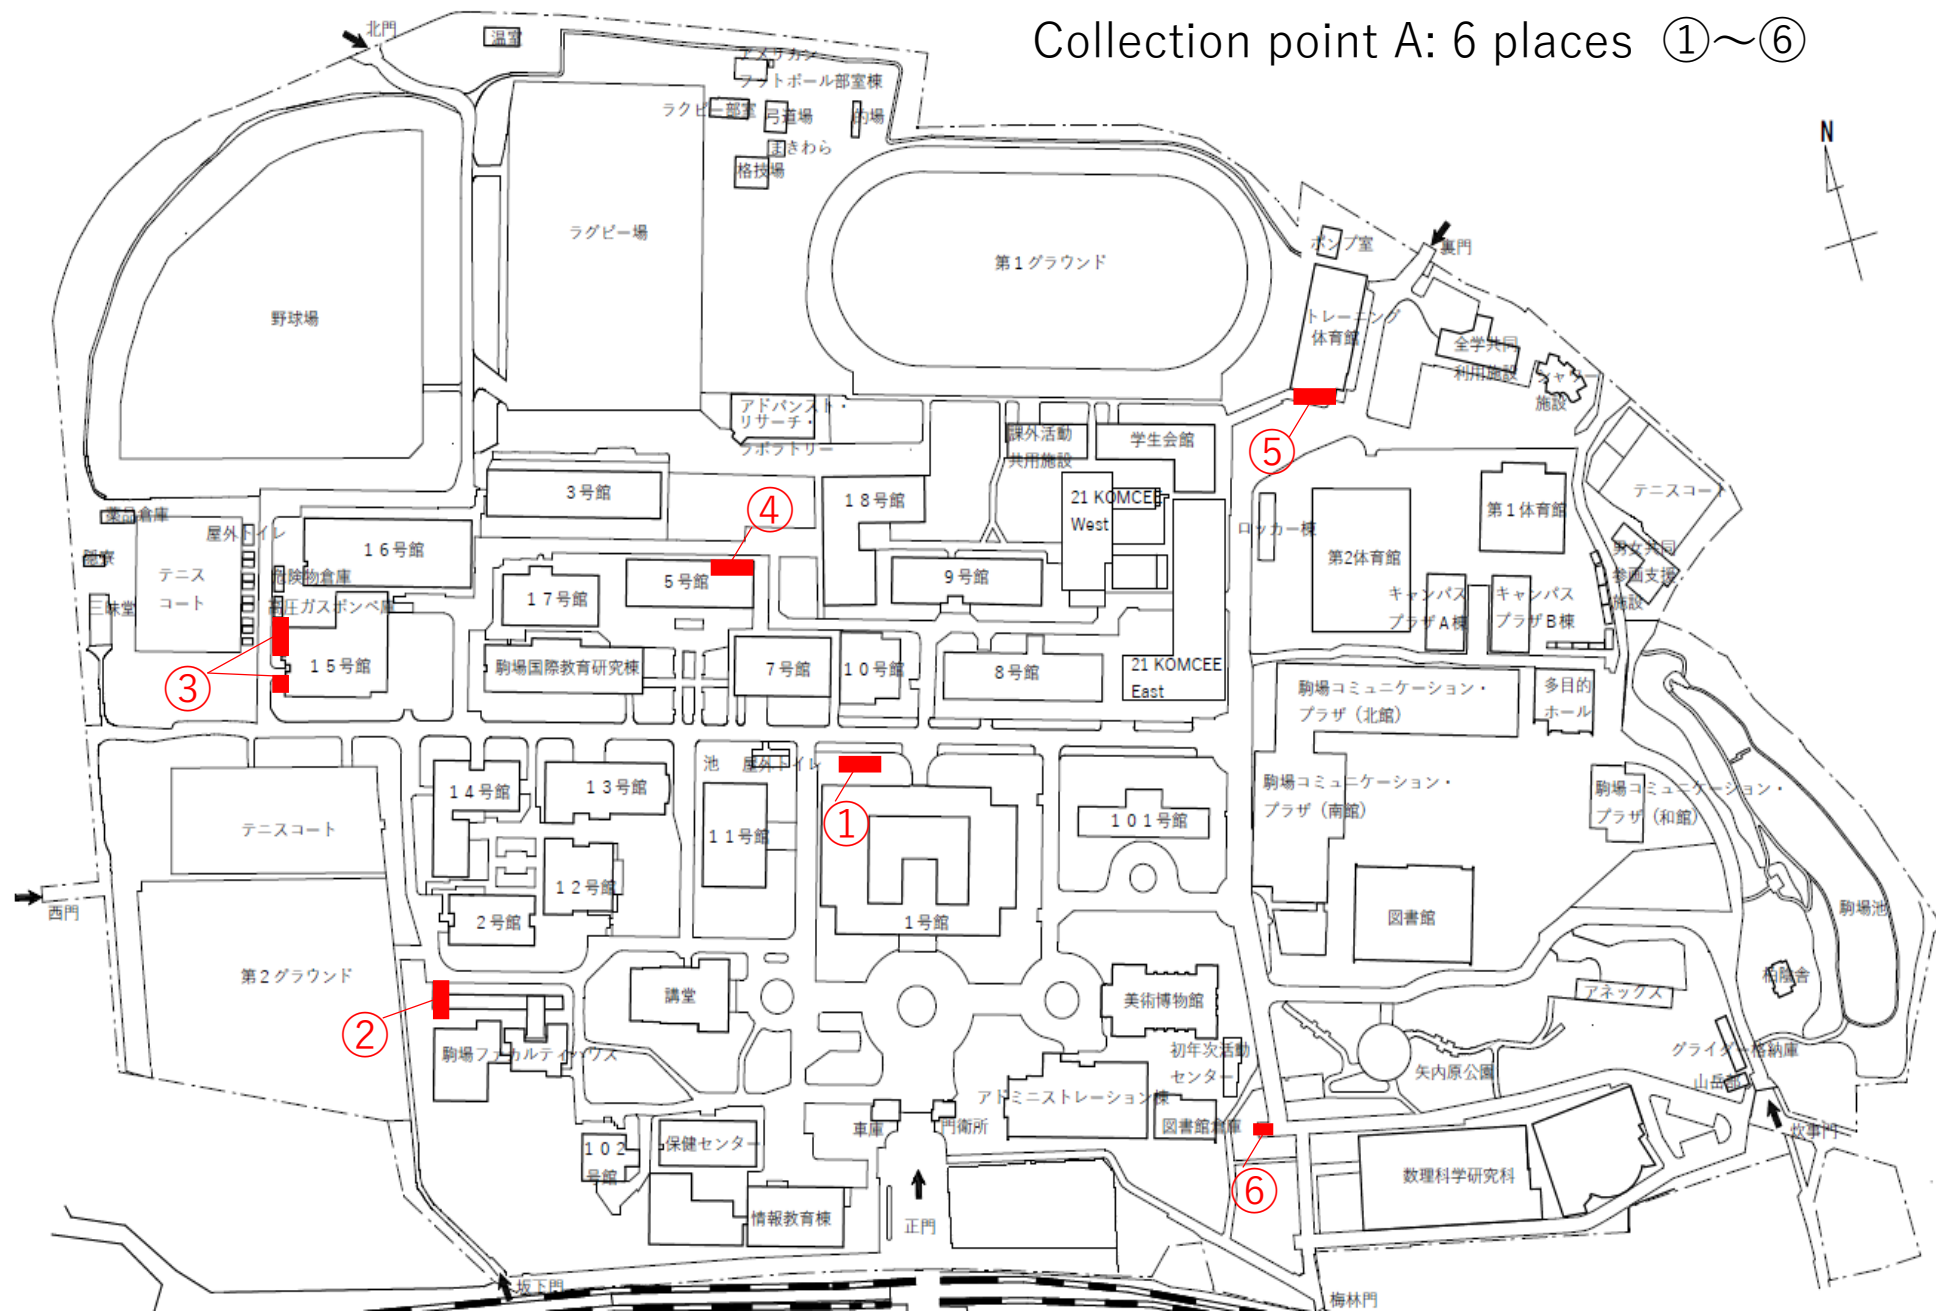 Collection point A: 6 places ①～⑥
北門
温室
アメリカン
フットボール部室棟
ラグビー部室
弓道場
的場
まきわら
格技場
N
ラグビー場
第１グラウンド
ポンプ室
裏門
野球場
トレーニング
体育館
全学共同
利用施設
シャワー
施設
⑤
アドバンスト・
リサーチ・
ラボラトリー
課外活動
共用施設
学生会館
３号館
④
１８号館
21 KOMCEE
West
ロッカー棟
第１体育館
テニスコート
薬品倉庫
屋外トイレ
１６号館
第2体育館
男女共同
参画支援
施設
テニス
コート
危険物倉庫
高圧ガスボンベ庫
三昧堂
１７号館
５号館
９号館
キャンパス
プラザＡ棟
キャンパス
プラザＢ棟
③
１５号館
駒場国際教育研究棟
７号館
１０号館
８号館
21 KOMCEE
East
駒場コミュニケーション・
プラザ（北館）
多目的
ホール
池
屋外トイレ
①
１４号館
１３号館
１１号館
１０１号館
駒場コミュニケーション・
プラザ（南館）
駒場コミュニケーション・
プラザ（和館）
テニスコート
１２号館
西門
２号館
１号館
図書館
駒場池
第２グラウンド
講堂
美術博物館
アネックス
柏蔭舎
②
駒場ファカルティハウス
初年次活動
センター
矢内原公園
グライダー格納庫
山岳部
アドミニストレーション棟
車庫
門衛所
図書館倉庫
炊事門
１０２
号館
保健センター
⑥
数理科学研究科
情報教育棟
正門
坂下門
梅林門